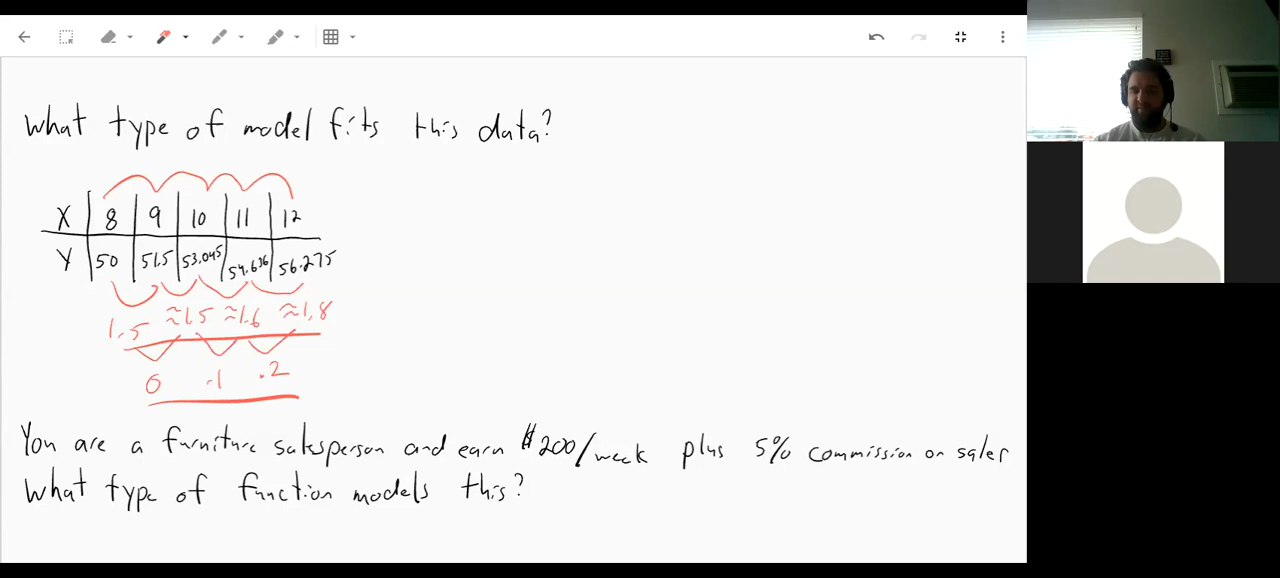 What type of model fits this data?
X 8 9 10 11 12
Y 50 51.5 53.045 54.636 56.275
1.5 ≈1.5 ≈1.6 ≈1.8
0 .1 .2
You are a furniture salesperson and earn $200/week plus 5% commission on sales
What type of function models this?